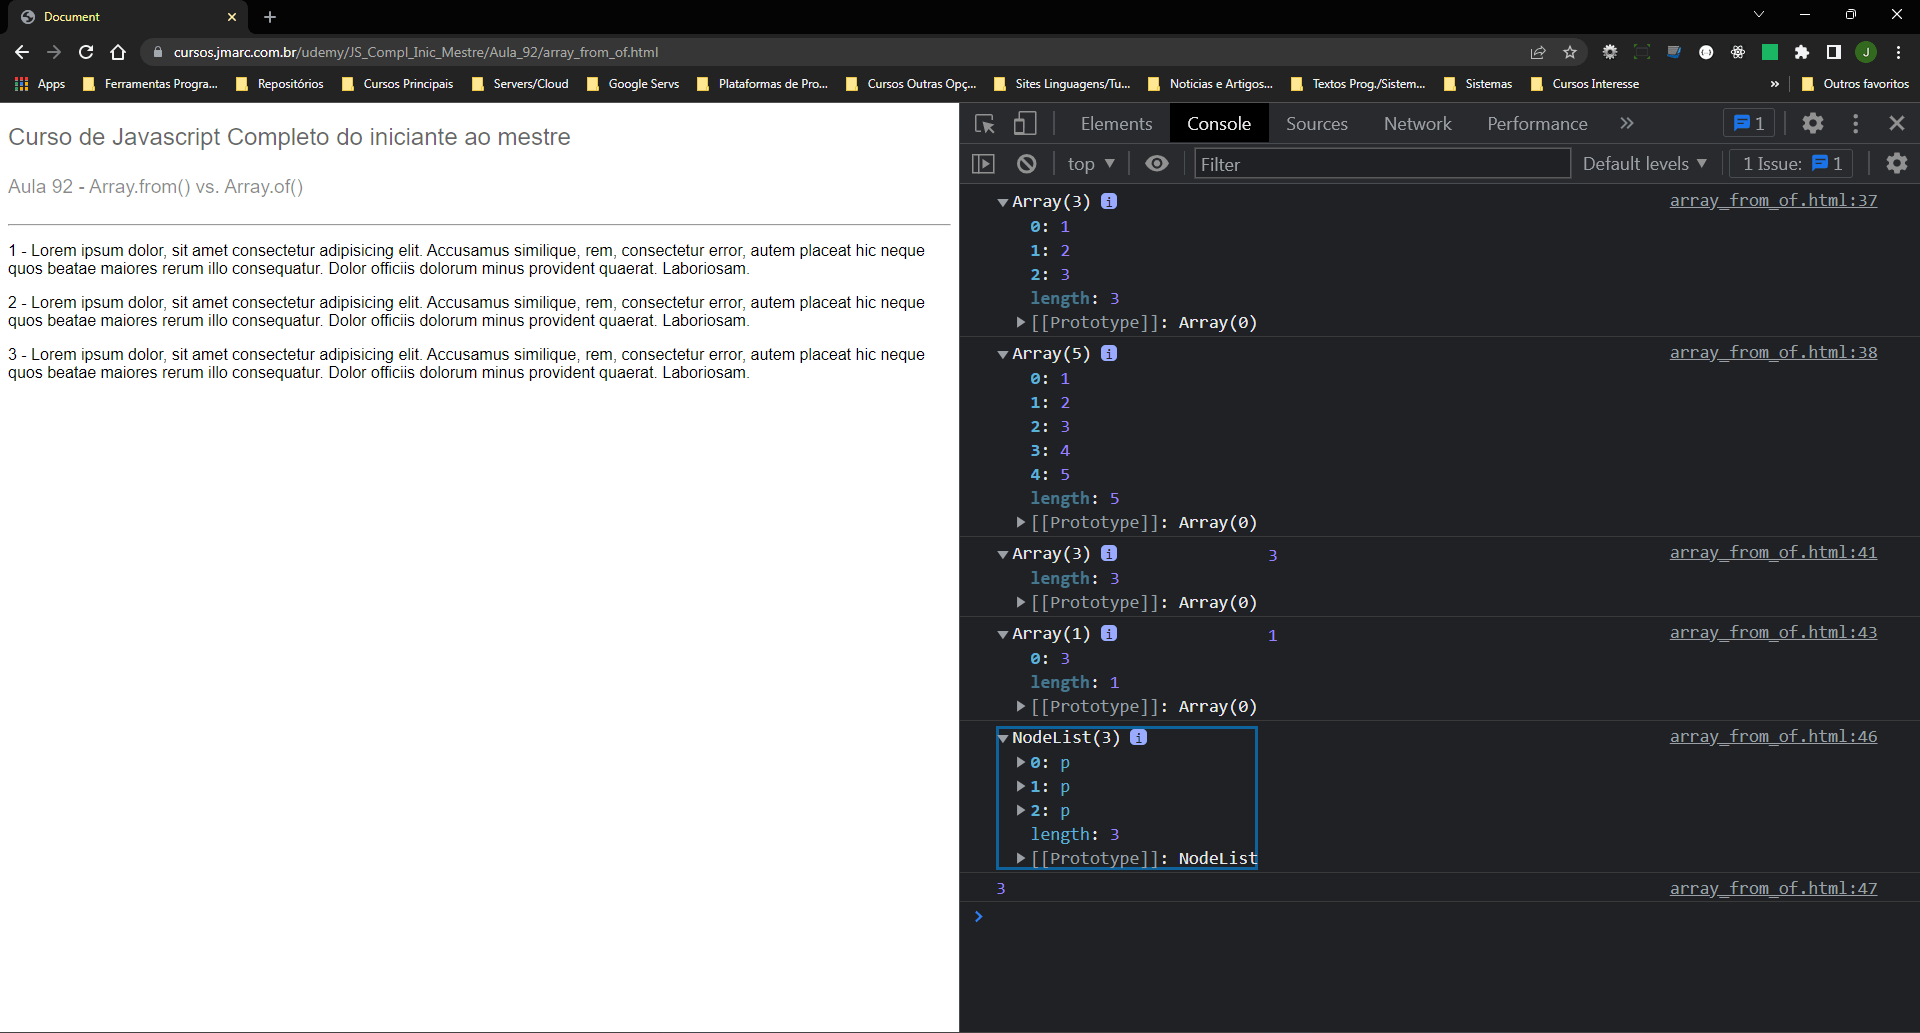 Document
cursos.jmarc.com.br/udemy/JS_Compl_Inic_Mestre/Aula_92/array_from_of.html
J
Apps Ferramentas Progra... Repositórios Cursos Principais Servers/Cloud Google Servs Plataformas de Pro... Cursos Outras Opç... Sites Linguagens/Tu... Noticias e Artigos... Textos Prog./Sistem... Sistemas Cursos Interesse » Outros favoritos
Curso de Javascript Completo do iniciante ao mestre
Aula 92 - Array.from() vs. Array.of()
1 - Lorem ipsum dolor, sit amet consectetur adipisicing elit. Accusamus similique, rem, consectetur error, autem placeat hic neque
quos beatae maiores rerum illo consequatur. Dolor officiis dolorum minus provident quaerat. Laboriosam.
2 - Lorem ipsum dolor, sit amet consectetur adipisicing elit. Accusamus similique, rem, consectetur error, autem placeat hic neque
quos beatae maiores rerum illo consequatur. Dolor officiis dolorum minus provident quaerat. Laboriosam.
3 - Lorem ipsum dolor, sit amet consectetur adipisicing elit. Accusamus similique, rem, consectetur error, autem placeat hic neque
quos beatae maiores rerum illo consequatur. Dolor officiis dolorum minus provident quaerat. Laboriosam.
Elements Console Sources Network Performance » 1
top Filter Default levels 1 Issue: 1
Array(3) i array_from_of.html:37
0: 1
1: 2
2: 3
length: 3
[[Prototype]]: Array(0)
Array(5) i array_from_of.html:38
0: 1
1: 2
2: 3
3: 4
4: 5
length: 5
[[Prototype]]: Array(0)
Array(3) i 3 array_from_of.html:41
length: 3
[[Prototype]]: Array(0)
Array(1) i 1 array_from_of.html:43
0: 3
length: 1
[[Prototype]]: Array(0)
NodeList(3) i array_from_of.html:46
0: p
1: p
2: p
length: 3
[[Prototype]]: NodeList
3 array_from_of.html:47